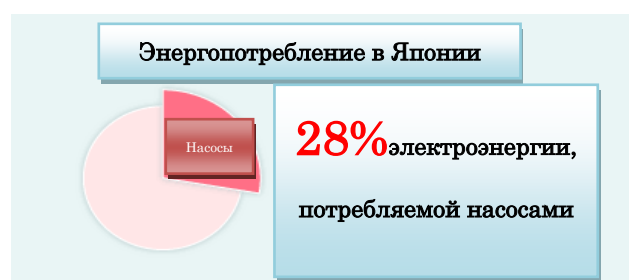 Энергопотребление в Японии
Насосы
28%электроэнергии,
потребляемой насосами